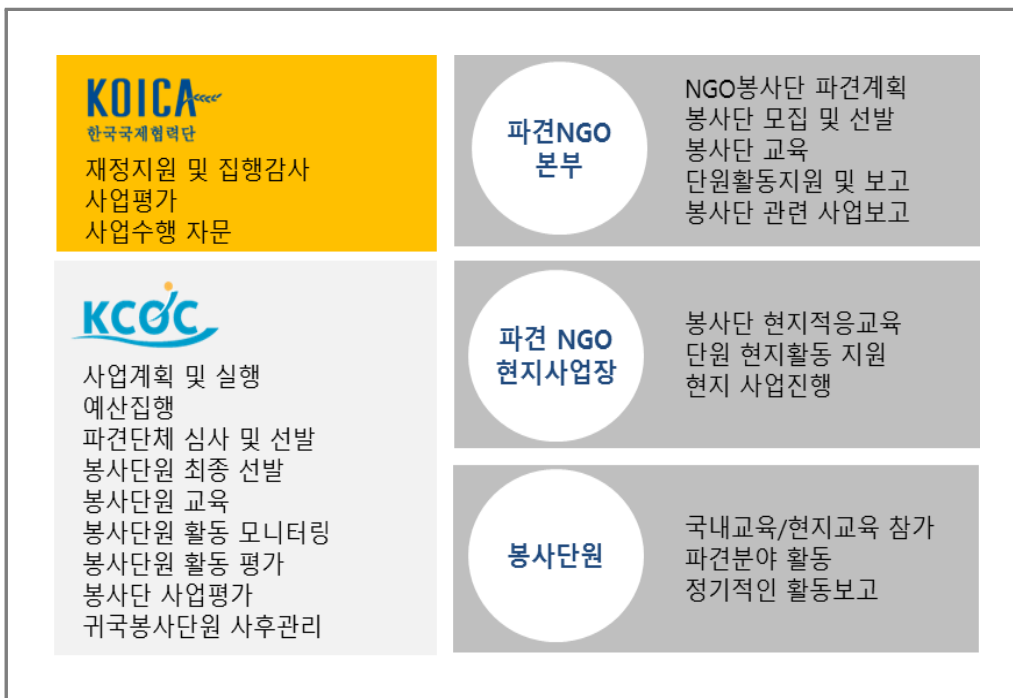 KOICA
한국국제협력단
재정지원 및 집행감사
사업평가
사업수행 자문
KCOC
사업계획 및 실행
예산집행
파견단체 심사 및 선발
봉사단원 최종 선발
봉사단원 교육
봉사단원 활동 모니터링
봉사단원 활동 평가
봉사단 사업평가
귀국봉사단원 사후관리
파견NGO
본부
NGO봉사단 파견계획
봉사단 모집 및 선발
봉사단 교육
단원활동지원 및 보고
봉사단 관련 사업보고
파견 NGO
현지사업장
봉사단 현지적응교육
단원 현지활동 지원
현지 사업진행
봉사단원
국내교육/현지교육 참가
파견분야 활동
정기적인 활동보고